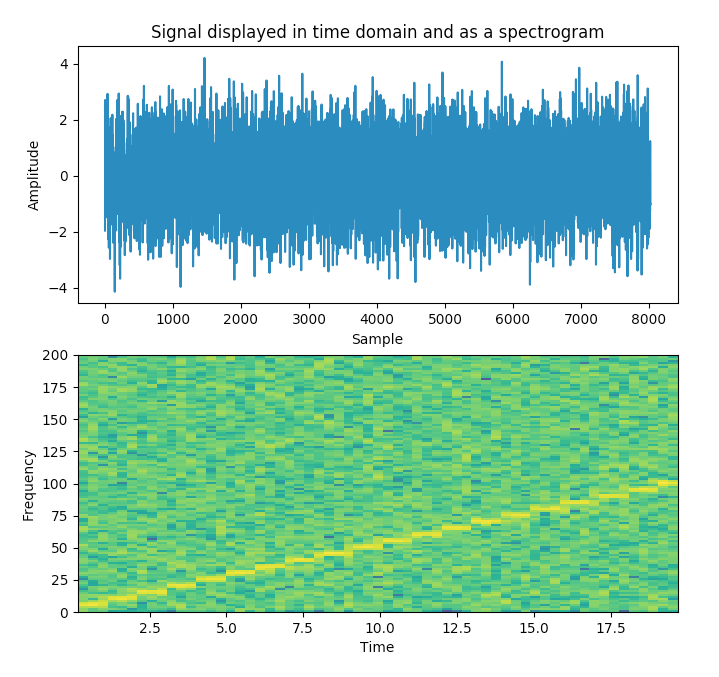 Signal displayed in time domain and as a spectrogram
4
2
0
−2
−4
Amplitude
0 1000 2000 3000 4000 5000 6000 7000 8000
Sample
200
175
150
125
100
75
50
25
0
Frequency
2.5 5.0 7.5 10.0 12.5 15.0 17.5
Time